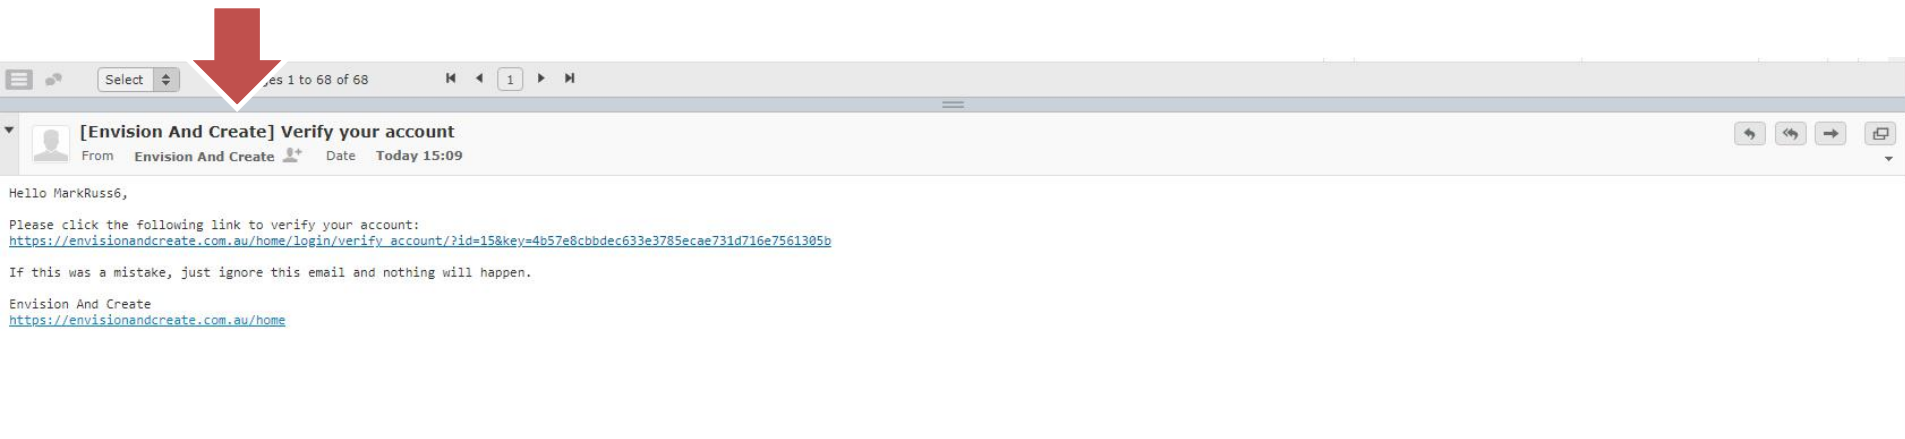 Select
ges 1 to 68 of 68
1
[Envision And Create] Verify your account
From Envision And Create Date Today 15:09
Hello MarkRuss6,
Please click the following link to verify your account:
https://envisionandcreate.com.au/home/login/verify_account/?id=15&key=4b57e8cbbdec633e3785ecae731d716e7561305b
If this was a mistake, just ignore this email and nothing will happen.
Envision And Create
https://envisionandcreate.com.au/home